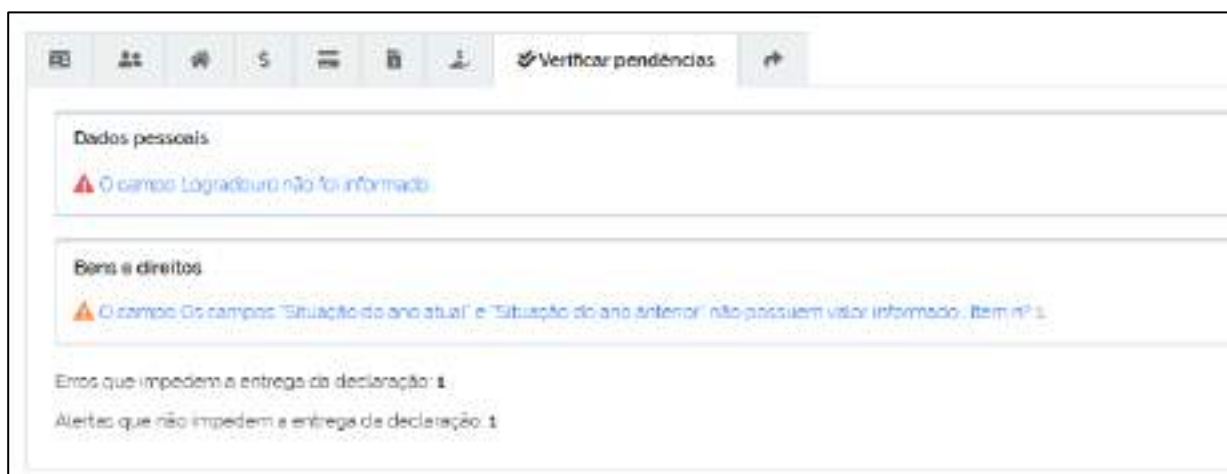 Verificar pendências
Dados pessoais
O campo Logradouro não foi informado
Bens e direitos
O campo Os campos "Situação do ano atual" e "Situação do ano anterior" não possuem valor informado. Item nº 1
Erros que impedem a entrega da declaração: 1
Alertas que não impedem a entrega da declaração: 1